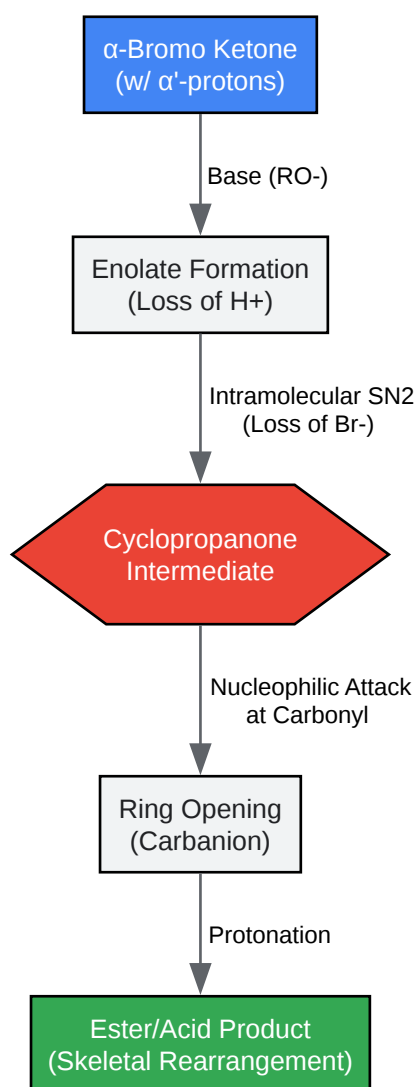 α-Bromo Ketone
(w/ α'-protons)
Base (RO-)
Enolate Formation
(Loss of H+)
Intramolecular SN2
(Loss of Br-)
Cyclopropanone
Intermediate
Nucleophilic Attack
at Carbonyl
Ring Opening
(Carbanion)
Protonation
Ester/Acid Product
(Skeletal Rearrangement)